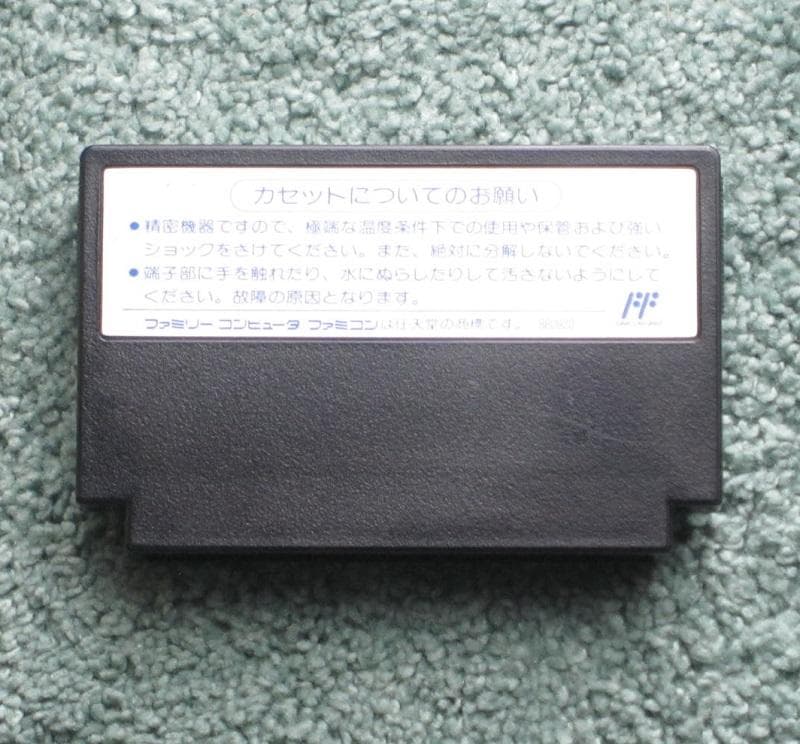 カセットについてのお願い
●精密機器ですので、極端な温度条件下での使用や保管および強い
ショックをさけてください。また、絶対に分解しないでください。
●端子部に手を触れたり、水にぬらしたりして汚さないようにして
ください。故障の原因となります。
FF
ファミリーコンピュータ ファミコンは任天堂の商標です。